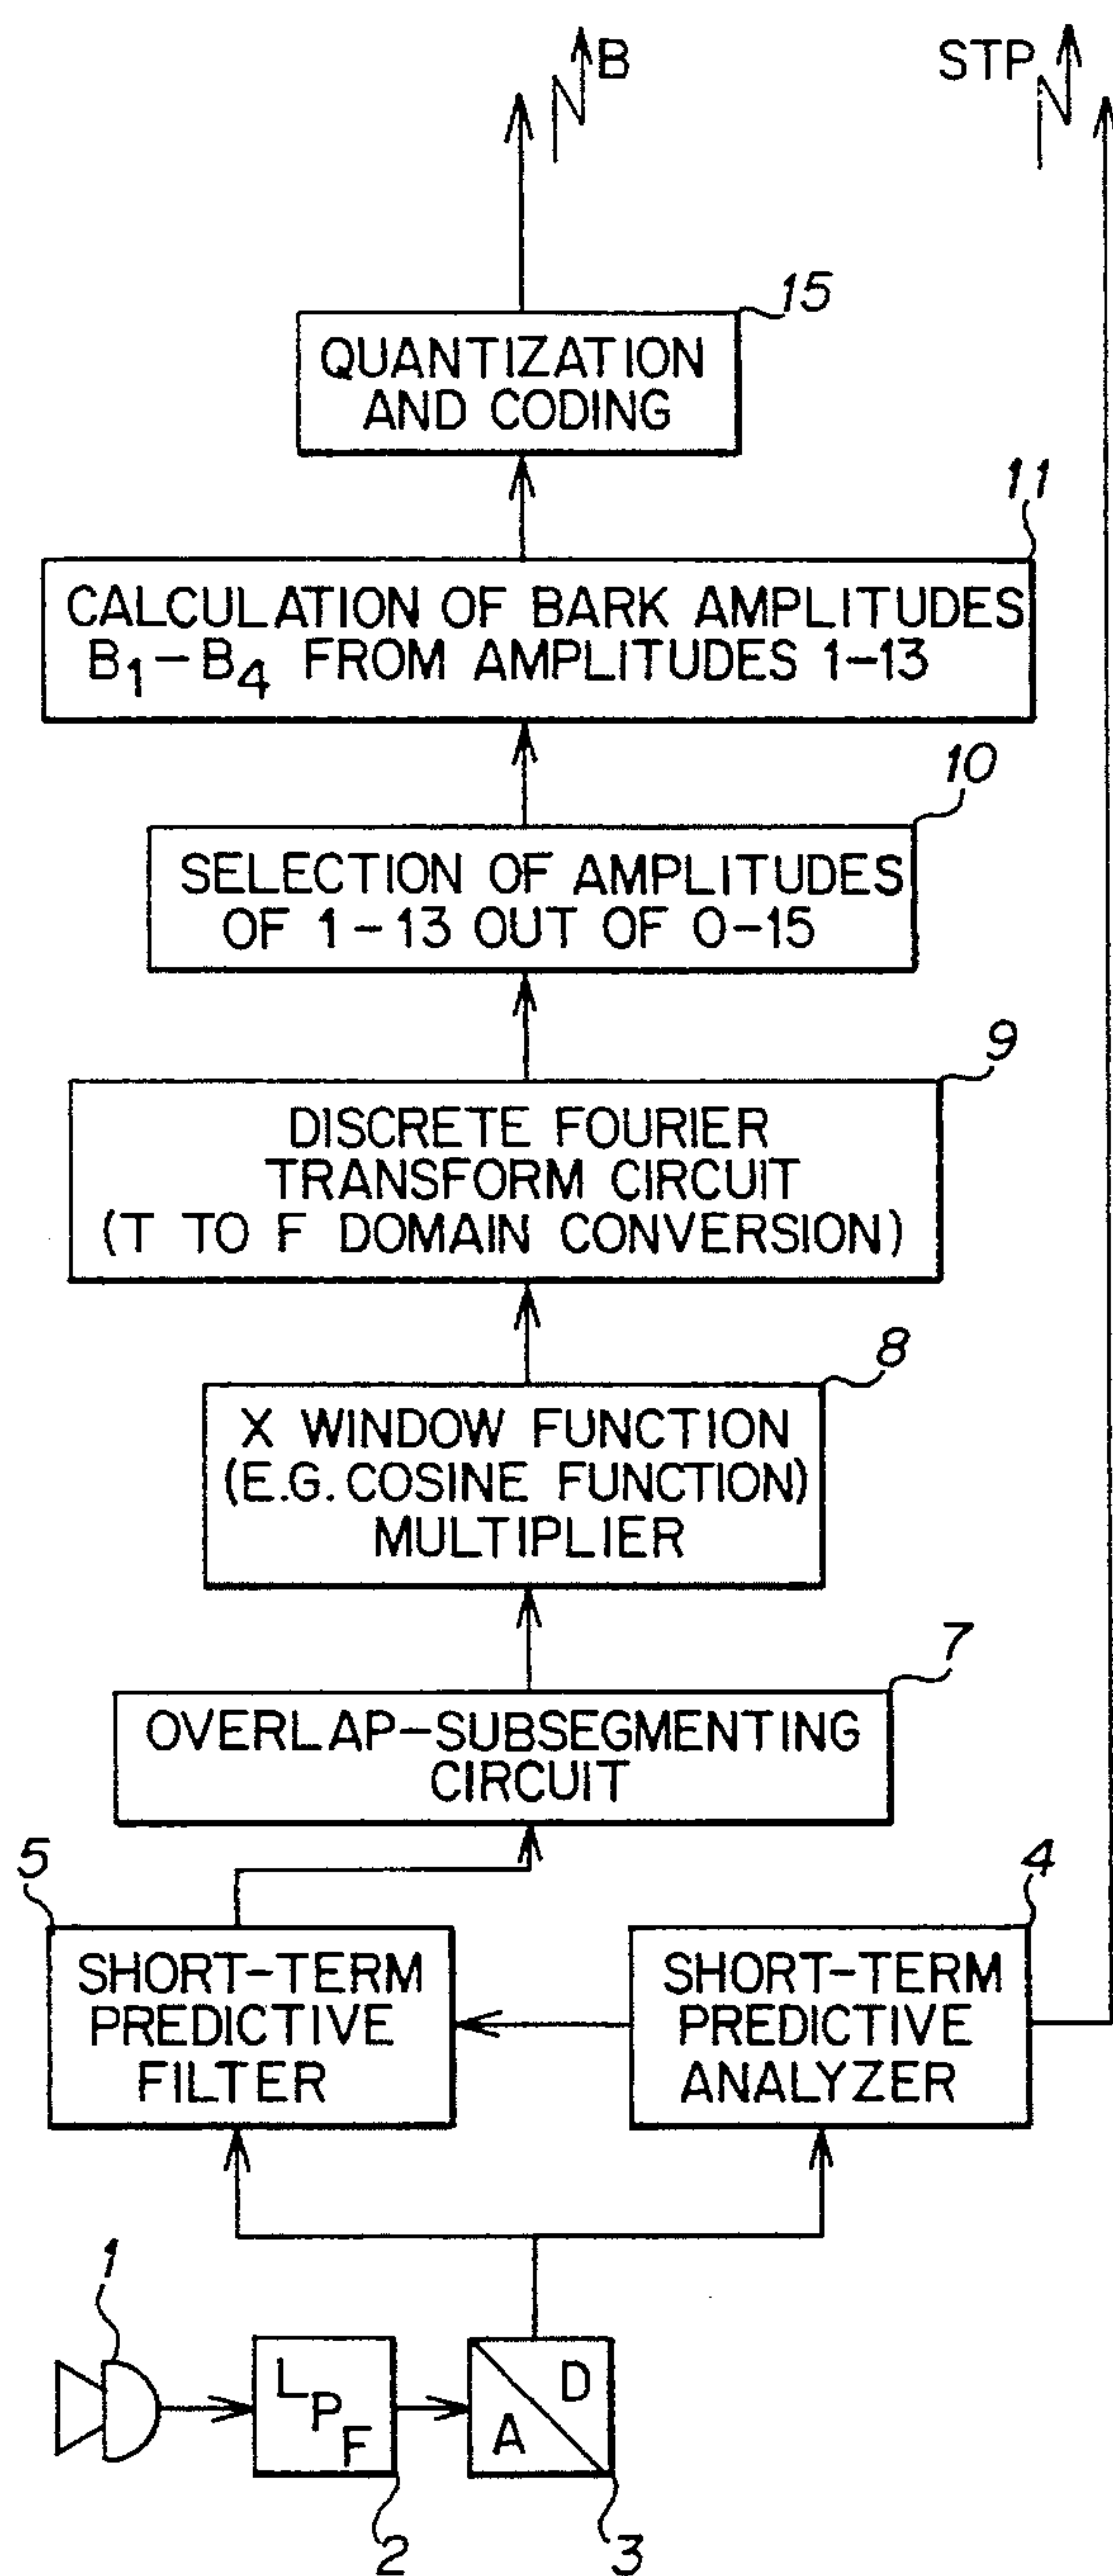 B
STP
15
QUANTIZATION
AND CODING
11
CALCULATION OF BARK AMPLITUDES
B1-B4 FROM AMPLITUDES 1-13
10
SELECTION OF AMPLITUDES
OF 1-13 OUT OF 0-15
9
DISCRETE FOURIER
TRANSFORM CIRCUIT
(T TO F DOMAIN CONVERSION)
8
X WINDOW FUNCTION
(E.G. COSINE FUNCTION)
MULTIPLIER
7
OVERLAP-SUBSEGMENTING
CIRCUIT
5
SHORT-TERM
PREDICTIVE
FILTER
4
SHORT-TERM
PREDICTIVE
ANALYZER
1
LPF
2
A D
3